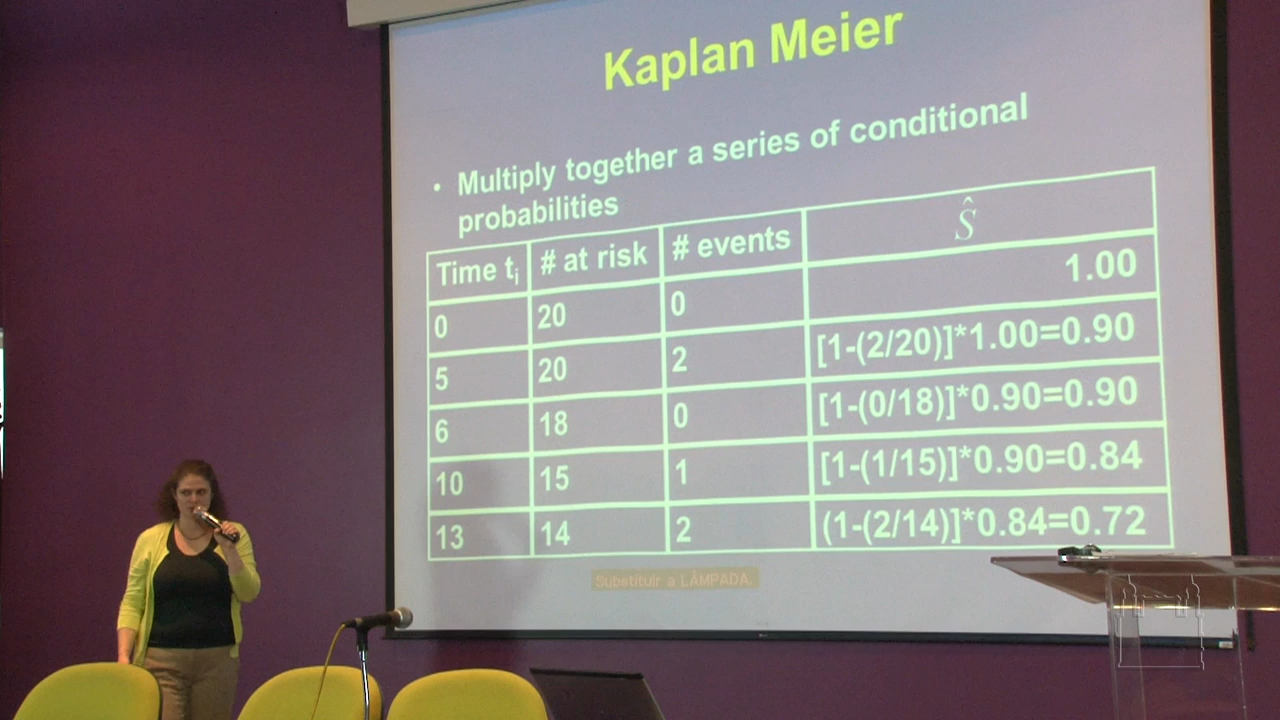 Kaplan Meier
• Multiply together a series of conditional
probabilities
Time ti # at risk # events Ŝ
0 20 0 1.00
5 20 2 [1-(2/20)]*1.00=0.90
6 18 0 [1-(0/18)]*0.90=0.90
10 15 1 [1-(1/15)]*0.90=0.84
13 14 2 (1-(2/14)]*0.84=0.72
Substituir a LÂMPADA.